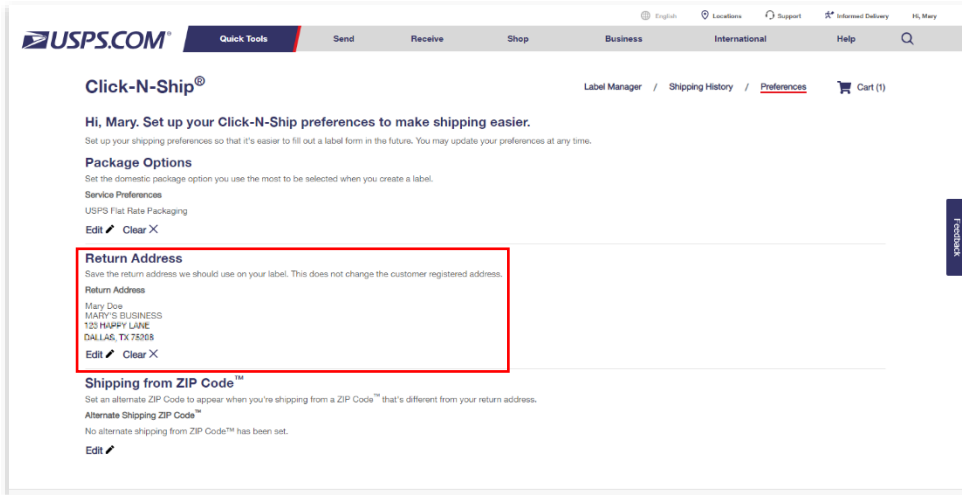 English Locations Support Informed Delivery Hi, Mary
USPS.COM® Quick Tools Send Receive Shop Business International Help
Click-N-Ship®
Label Manager / Shipping History / Preferences Cart (1)
Hi, Mary. Set up your Click-N-Ship preferences to make shipping easier.
Set up your shipping preferences so that it's easier to fill out a label form in the future. You may update your preferences at any time.
Package Options
Set the domestic package option you use the most to be selected when you create a label.
Service Preferences
USPS Flat Rate Packaging
Edit Clear
Feedback
Return Address
Save the return address we should use on your label. This does not change the customer registered address.
Return Address
Mary Doe
MARY'S BUSINESS
123 HAPPY LANE
DALLAS, TX 75208
Edit Clear
Shipping from ZIP Code™
Set an alternate ZIP Code to appear when you're shipping from a ZIP Code™ that's different from your return address.
Alternate Shipping ZIP Code™
No alternate shipping from ZIP Code™ has been set.
Edit